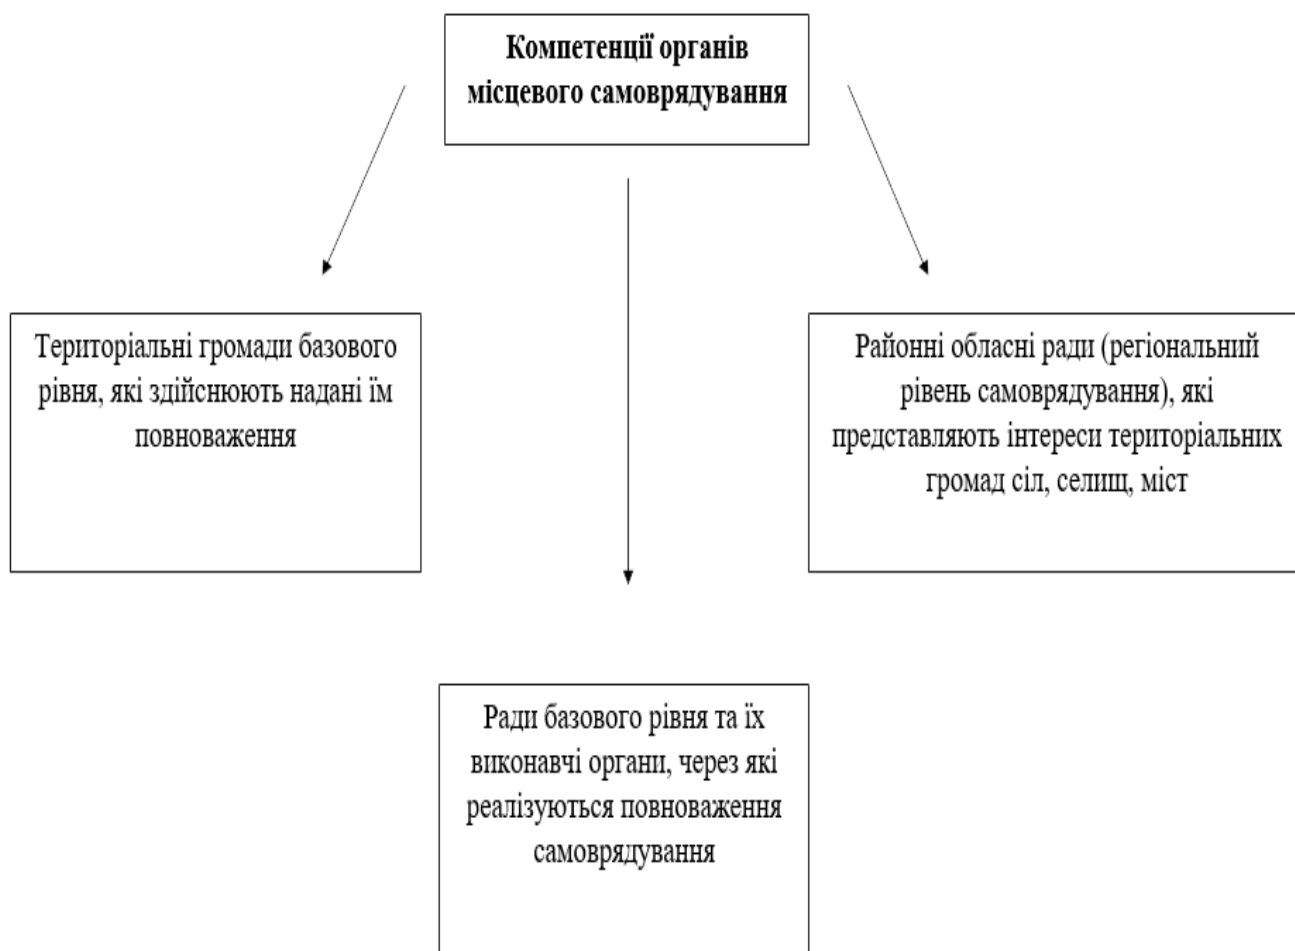 Компетенції органів
місцевого самоврядування
Територіальні громади базового
рівня, які здійснюють надані їм
повноваження
Районні обласні ради (регіональний
рівень самоврядування), які
представляють інтереси територіальних
громад сіл, селищ, міст
Ради базового рівня та їх
виконавчі органи, через які
реалізуються повноваження
самоврядування